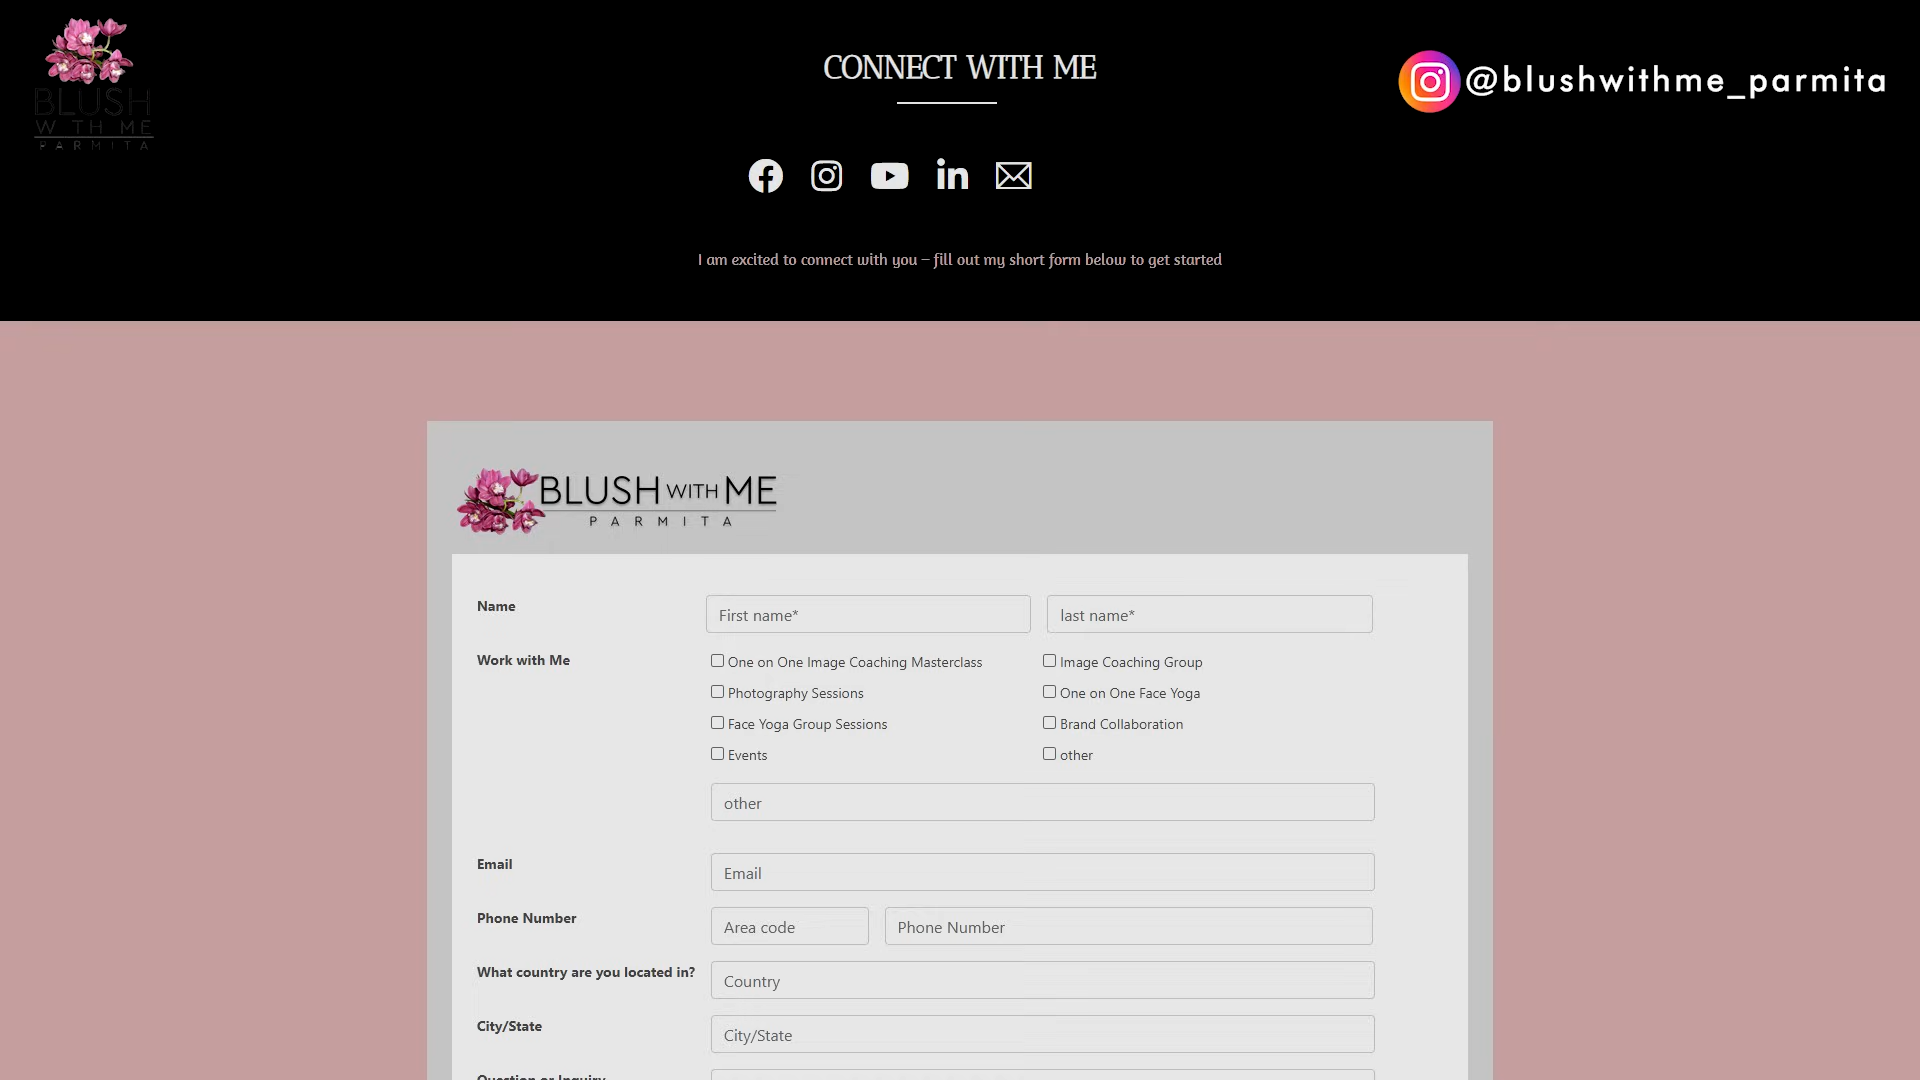 BLUSH
WITH ME
PARMITA
CONNECT WITH ME
@blushwithme_parmita
I am excited to connect with you – fill out my short form below to get started
BLUSH WITH ME
PARMITA
Name
First name*
last name*
Work with Me
One on One Image Coaching Masterclass
Image Coaching Group
Photography Sessions
One on One Face Yoga
Face Yoga Group Sessions
Brand Collaboration
Events
other
other
Email
Email
Phone Number
Area code
Phone Number
What country are you located in?
Country
City/State
City/State
Question or Inquiry